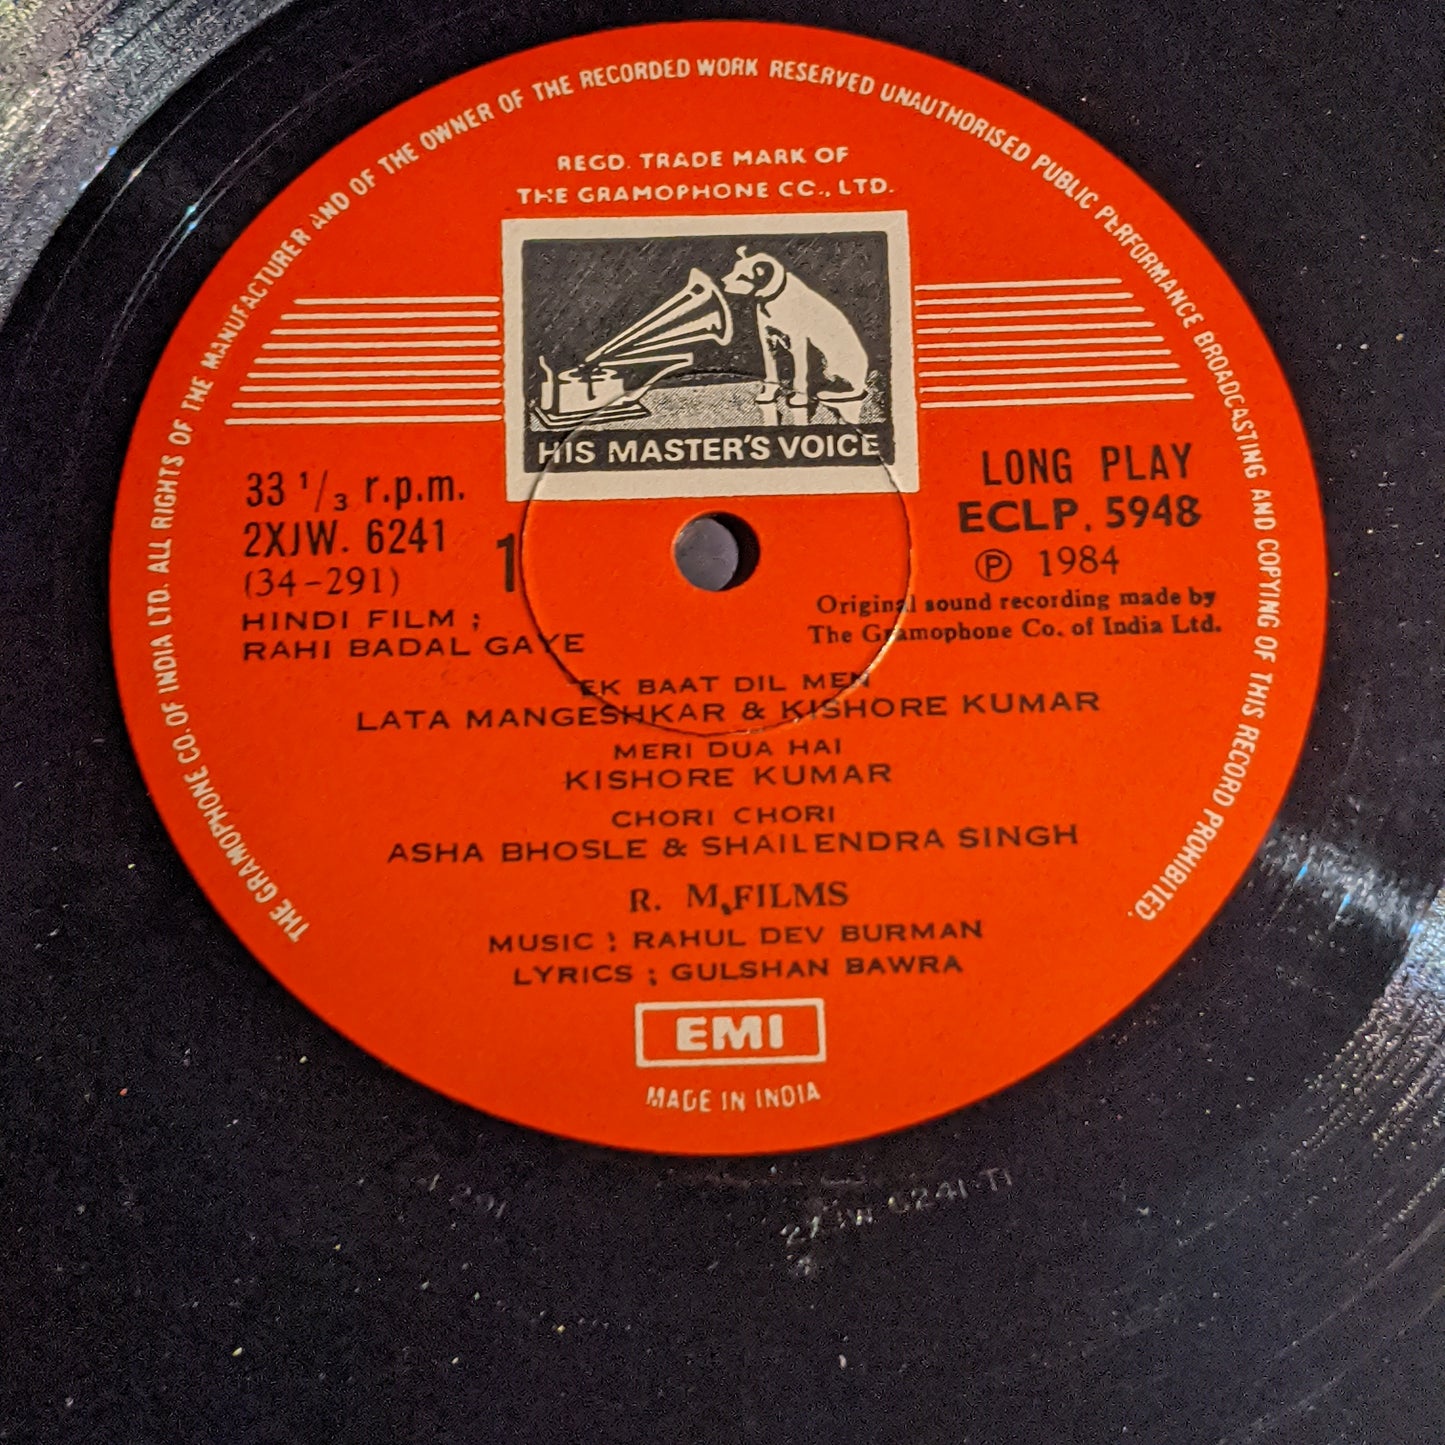 THE GRAMOPHONE CO. OF INDIA LTD. ALL RIGHTS OF THE MANUFACTURER AND OF THE OWNER OF THE RECORDED WORK RESERVED UNAUTHORISED PUBLIC PERFORMANCE BROADCASTING AND COPYING OF THIS RECORD PROHIBITED.
REGD. TRADE MARK OF
THE GRAMOPHONE CO., LTD.
HIS MASTER'S VOICE
33 1/3 r.p.m.
2XJW. 6241
(34-291)
1
HINDI FILM ;
RAHI BADAL GAYE
LONG PLAY
ECLP. 5948
Ⓟ 1984
Original sound recording made by
The Gramophone Co. of India Ltd.
EK BAAT DIL MEN
LATA MANGESHKAR & KISHORE KUMAR
MERI DUA HAI
KISHORE KUMAR
CHORI CHORI
ASHA BHOSLE & SHAILENDRA SINGH
R. M. FILMS
MUSIC : RAHUL DEV BURMAN
LYRICS ; GULSHAN BAWRA
EMI
MADE IN INDIA
6241-T1